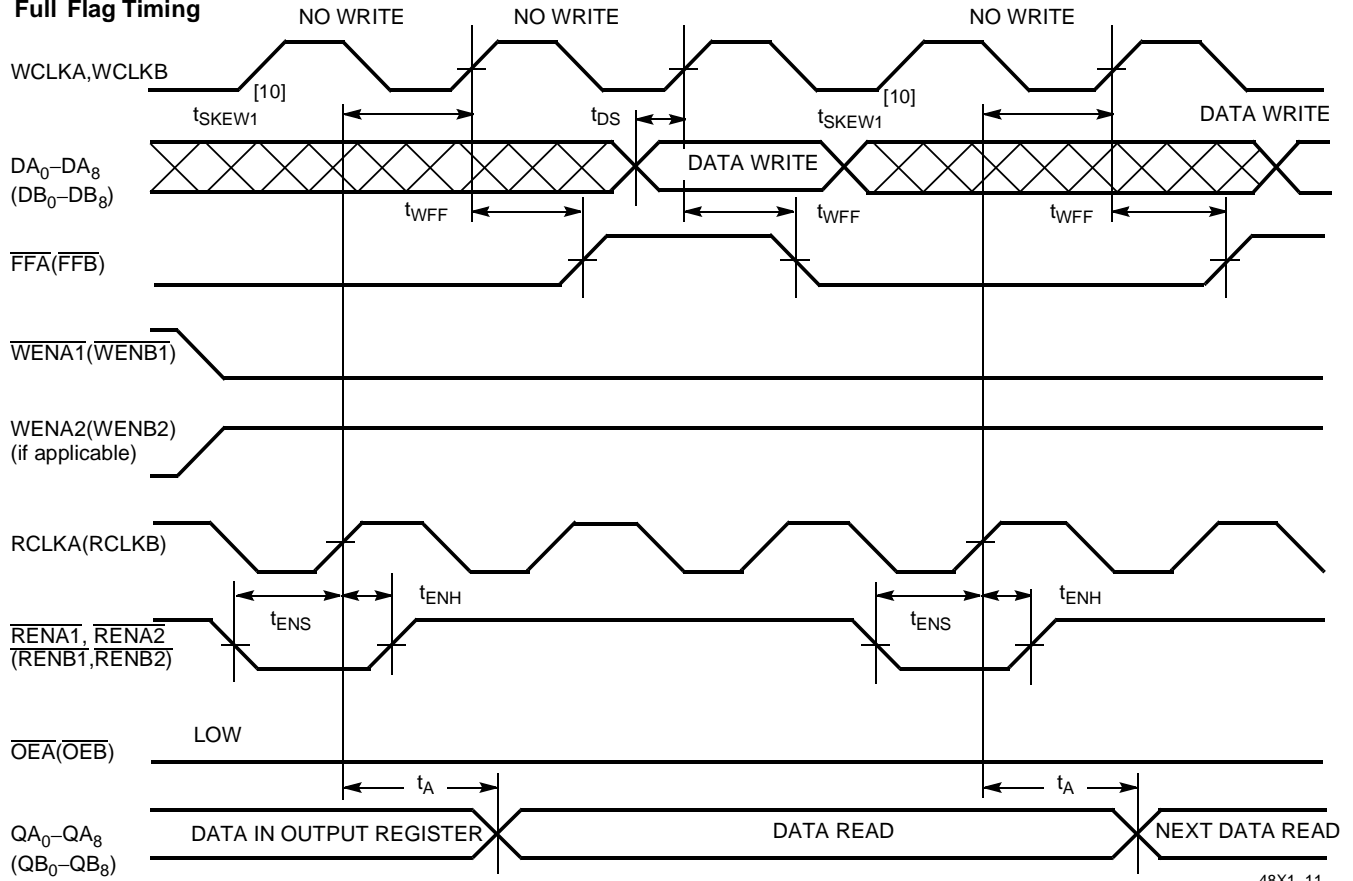 Full Flag Timing
NO WRITE NO WRITE NO WRITE
WCLKA,WCLKB
[10] [10]
tSKEW1 tDS tSKEW1 DATA WRITE
DA0–DA8
(DB0–DB8)
DATA WRITE
tWFF tWFF tWFF
FFA(FFB)
WENA1(WENB1)
WENA2(WENB2)
(if applicable)
RCLKA(RCLKB)
tENH tENH
tENS tENS
RENA1, RENA2
(RENB1,RENB2)
LOW
OEA(OEB)
tA tA
QA0–QA8
(QB0–QB8)
DATA IN OUTPUT REGISTER DATA READ NEXT DATA READ